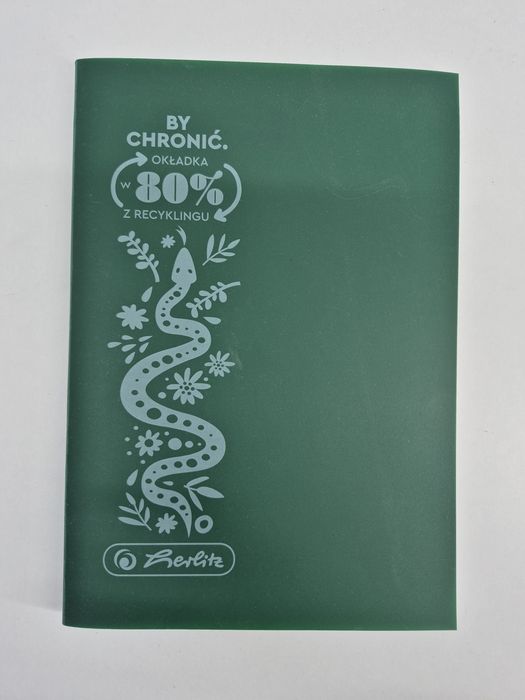 BY
CHRONIĆ.
OKŁADKA
W 80%
Z RECYKLINGU
herlitz